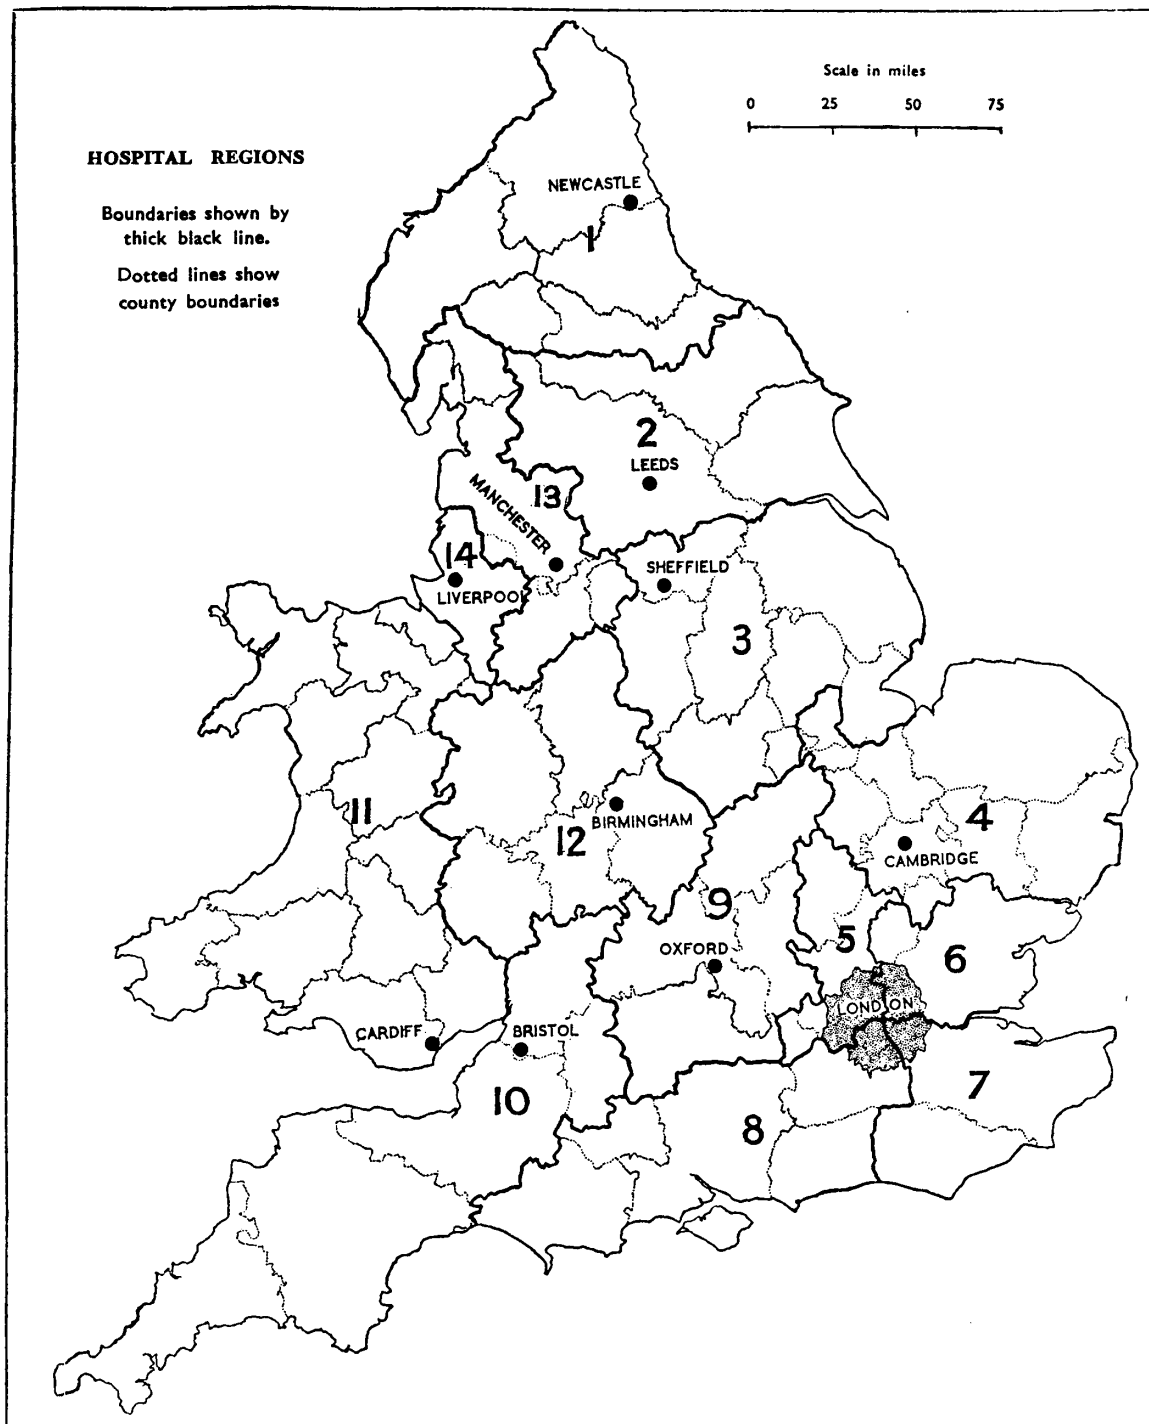 Scale in miles
0 25 50 75
HOSPITAL REGIONS
Boundaries shown by
thick black line.
Dotted lines show
county boundaries
NEWCASTLE
1
2
LEEDS
MANCHESTER
13
14
LIVERPOOL
SHEFFIELD
3
11
12
BIRMINGHAM
4
CAMBRIDGE
9
OXFORD
5
6
LONDON
CARDIFF
BRISTOL
10
8
7